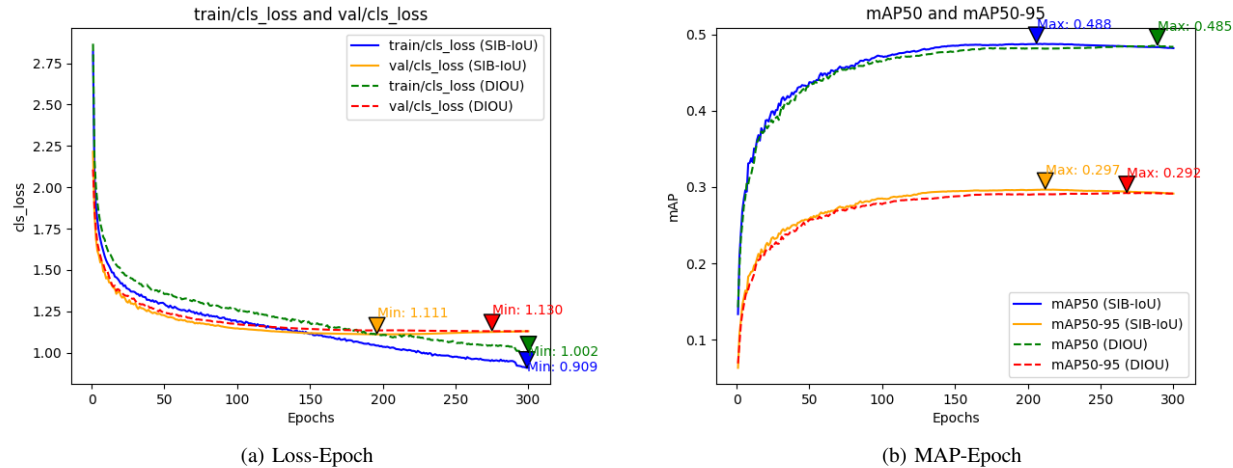 train/cls_loss and val/cls_loss
cls_loss
2.75
2.50
2.25
2.00
1.75
1.50
1.25
1.00
train/cls_loss (SIB-IoU)
val/cls_loss (SIB-IoU)
train/cls_loss (DIOU)
val/cls_loss (DIOU)
Min: 1.111
Min: 1.130
Min: 1.002
Min: 0.909
0 50 100 150 200 250 300
Epochs
(a) Loss-Epoch
mAP50 and mAP50-95
mAP
0.5
0.4
0.3
0.2
0.1
Max: 0.488
Max: 0.485
Max: 0.297
Max: 0.292
mAP50 (SIB-IoU)
mAP50-95 (SIB-IoU)
mAP50 (DIOU)
mAP50-95 (DIOU)
0 50 100 150 200 250 300
Epochs
(b) MAP-Epoch